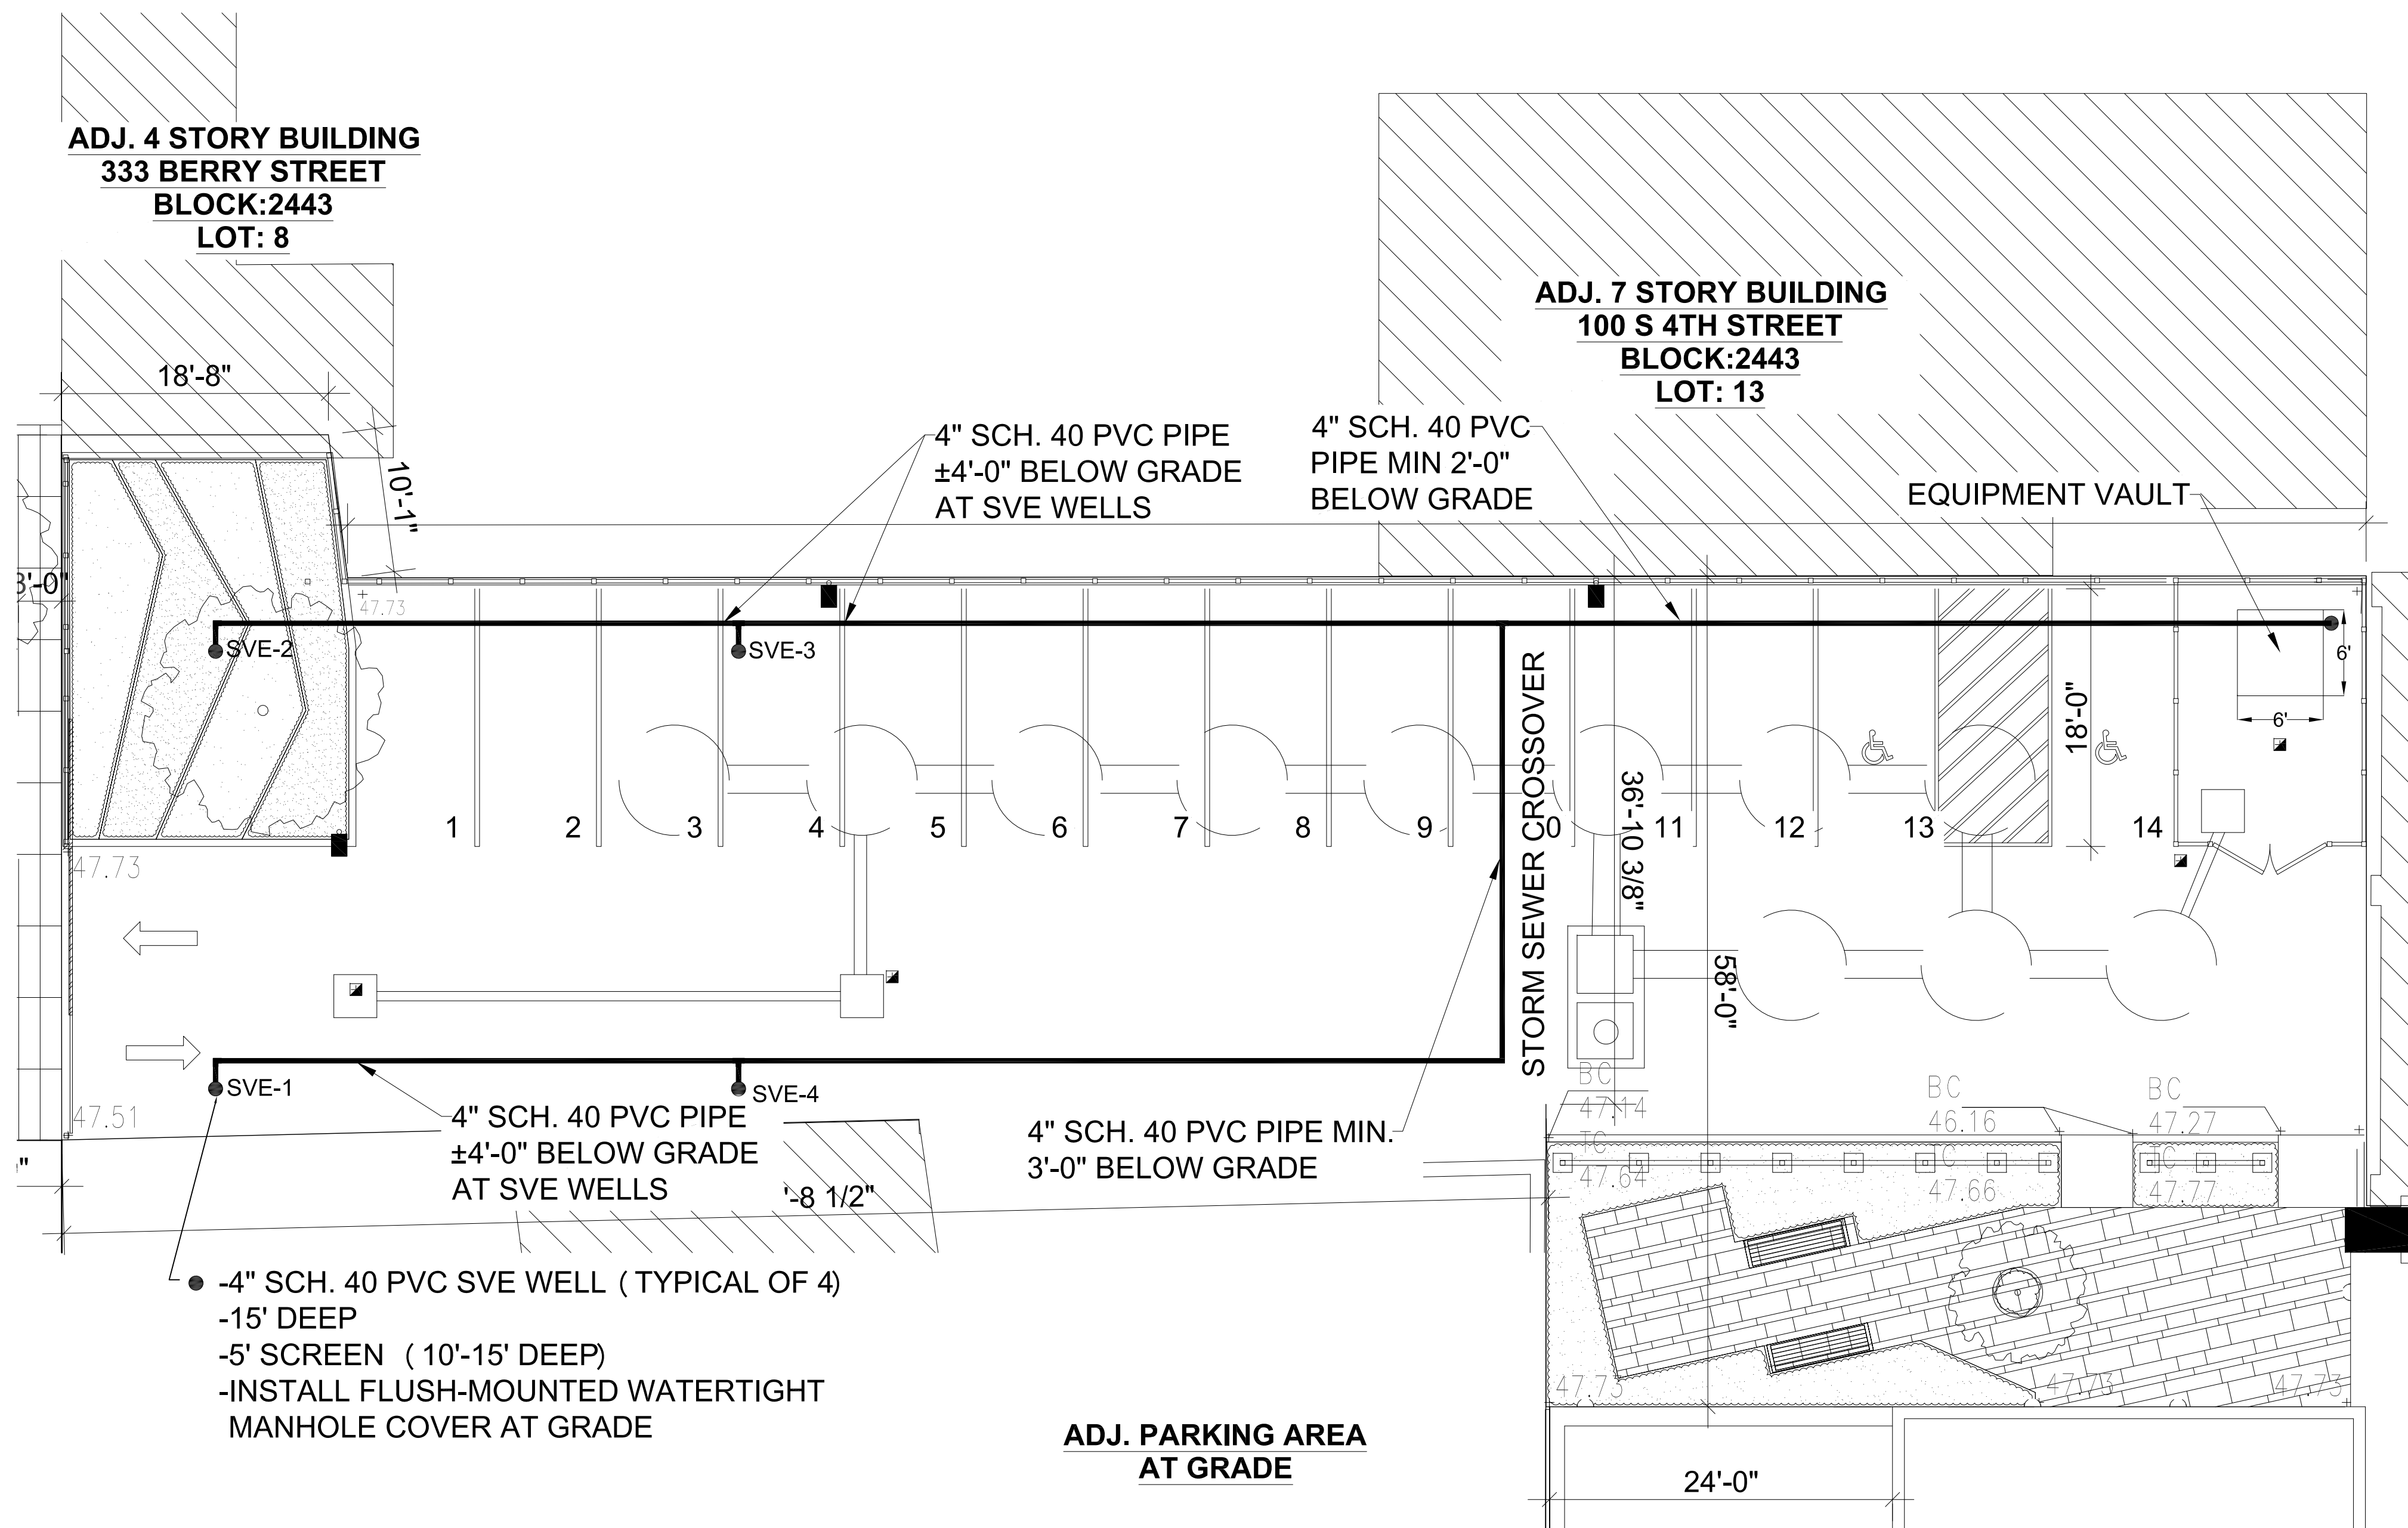 ADJ. 4 STORY BUILDING
333 BERRY STREET
BLOCK:2443
LOT: 8
ADJ. 7 STORY BUILDING
100 S 4TH STREET
BLOCK:2443
LOT: 13
18'-8"
10'-1"
4" SCH. 40 PVC PIPE
±4'-0" BELOW GRADE
AT SVE WELLS
4" SCH. 40 PVC
PIPE MIN 2'-0"
BELOW GRADE
EQUIPMENT VAULT
3'-0"
47.73
SVE-2
SVE-3
6'
6'
18'-0"
STORM SEWER CROSSOVER
36'-10 3/8"
58'-0"
1
2
3
4
5
6
7
8
9
0
11
12
13
14
47.73
SVE-1
SVE-4
47.51
4" SCH. 40 PVC PIPE
±4'-0" BELOW GRADE
AT SVE WELLS
4" SCH. 40 PVC PIPE MIN.
3'-0" BELOW GRADE
'-8 1/2"
"
BC
47.14
TC
47.64
BC
46.16
TC
47.66
BC
47.27
TC
47.77
-4" SCH. 40 PVC SVE WELL ( TYPICAL OF 4)
-15' DEEP
-5' SCREEN ( 10'-15' DEEP)
-INSTALL FLUSH-MOUNTED WATERTIGHT
MANHOLE COVER AT GRADE
47.73
47.73
47.73
ADJ. PARKING AREA
AT GRADE
24'-0"